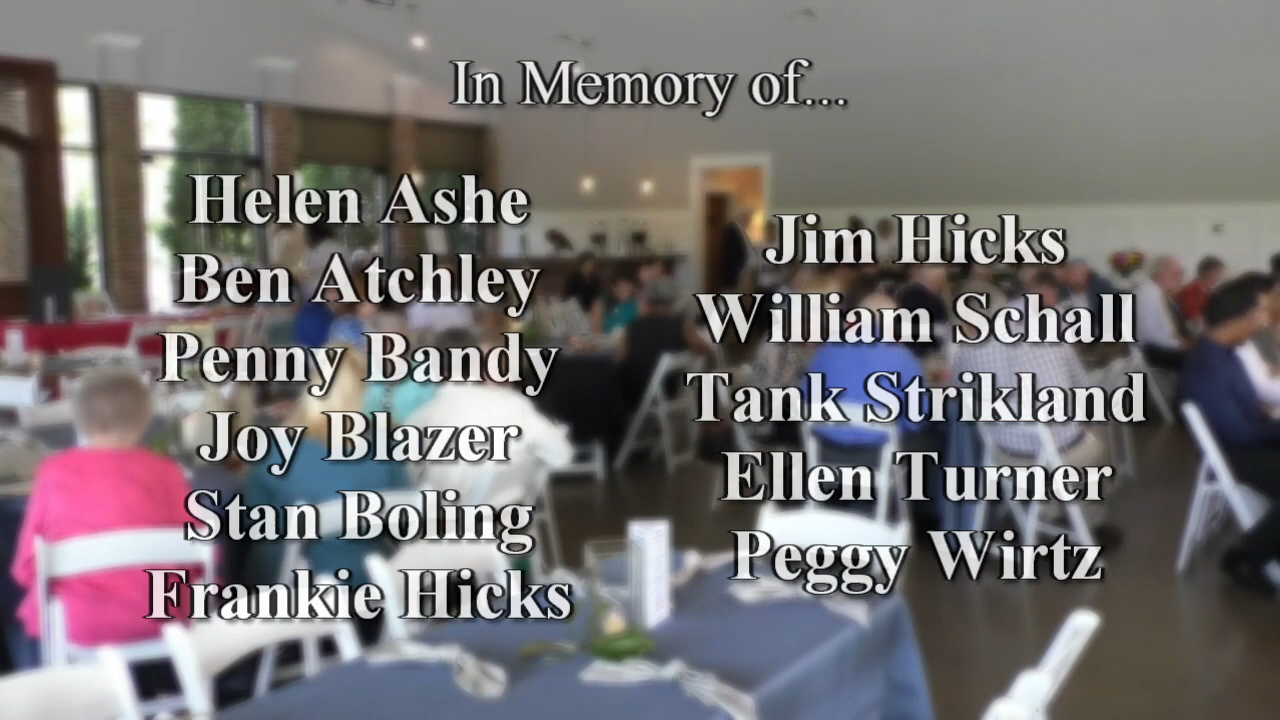 In Memory of...
Helen Ashe
Ben Atchley
Penny Bandy
Joy Blazer
Stan Boling
Frankie Hicks
Jim Hicks
William Schall
Tank Strikland
Ellen Turner
Peggy Wirtz